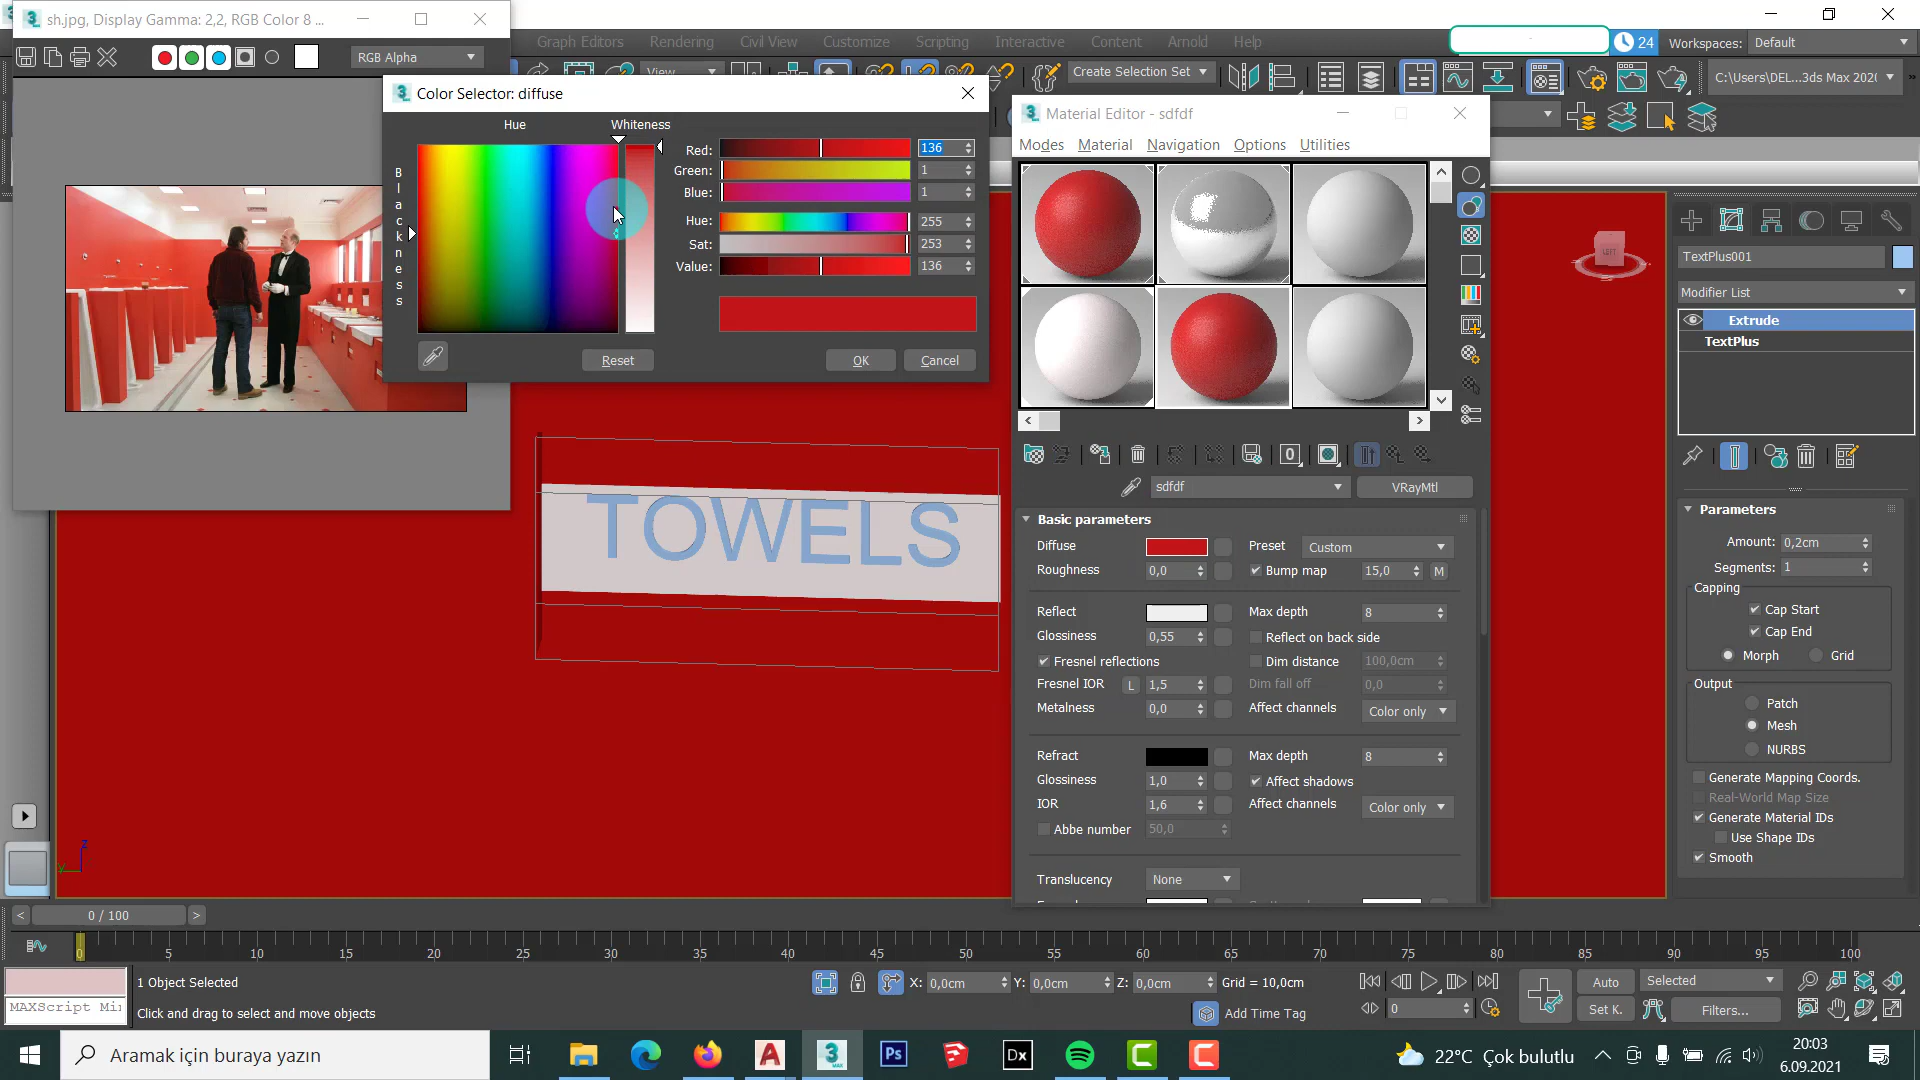 sh.jpg, Display Gamma: 2,2, RGB Color 8 ...
RGB Alpha
Graph Editors
Rendering
Civil View
Customize
Scripting
Interactive
Content
Arnold
Help
24
Workspaces:
Default
View
Create Selection Set
C:\Users\DEL...3ds Max 202(
Color Selector: diffuse
Hue
Whiteness
Blackness
Red:
136
Green:
1
Blue:
1
Hue:
255
Sat:
253
Value:
136
Reset
OK
Cancel
Material Editor - sdfdf
Modes
Material
Navigation
Options
Utilities
0
sdfdf
VRayMtl
Basic parameters
Diffuse
Preset
Custom
Roughness
0,0
Bump map
15,0
M
Reflect
Max depth
8
Glossiness
0,55
Reflect on back side
Fresnel reflections
Dim distance
100,0cm
Fresnel IOR
L
1,5
Dim fall off
0,0
Metalness
0,0
Affect channels
Color only
Refract
Max depth
8
Glossiness
1,0
Affect shadows
IOR
1,6
Affect channels
Color only
Abbe number
50,0
Translucency
None
TOWELS
LEFT
TextPlus001
Modifier List
Extrude
TextPlus
Parameters
Amount:
0,2cm
Segments:
1
Capping
Cap Start
Cap End
Morph
Grid
Output
Patch
Mesh
NURBS
Generate Mapping Coords.
Real-World Map Size
Generate Material IDs
Use Shape IDs
Smooth
z
y
0 / 100
0 5 10 15 20 25 30 35 40 45 50 55 60 65 70 75 80 85 90 95 100
1 Object Selected
X:
0,0cm
Y:
0,0cm
Z:
0,0cm
Grid = 10,0cm
Auto
Selected
MAXScript Mi
Click and drag to select and move objects
Add Time Tag
0
Set K.
Filters...
Aramak için buraya yazın
A
3
MAX
Ps
Dx
C
C
22°C Çok bulutlu
20:03
6.09.2021